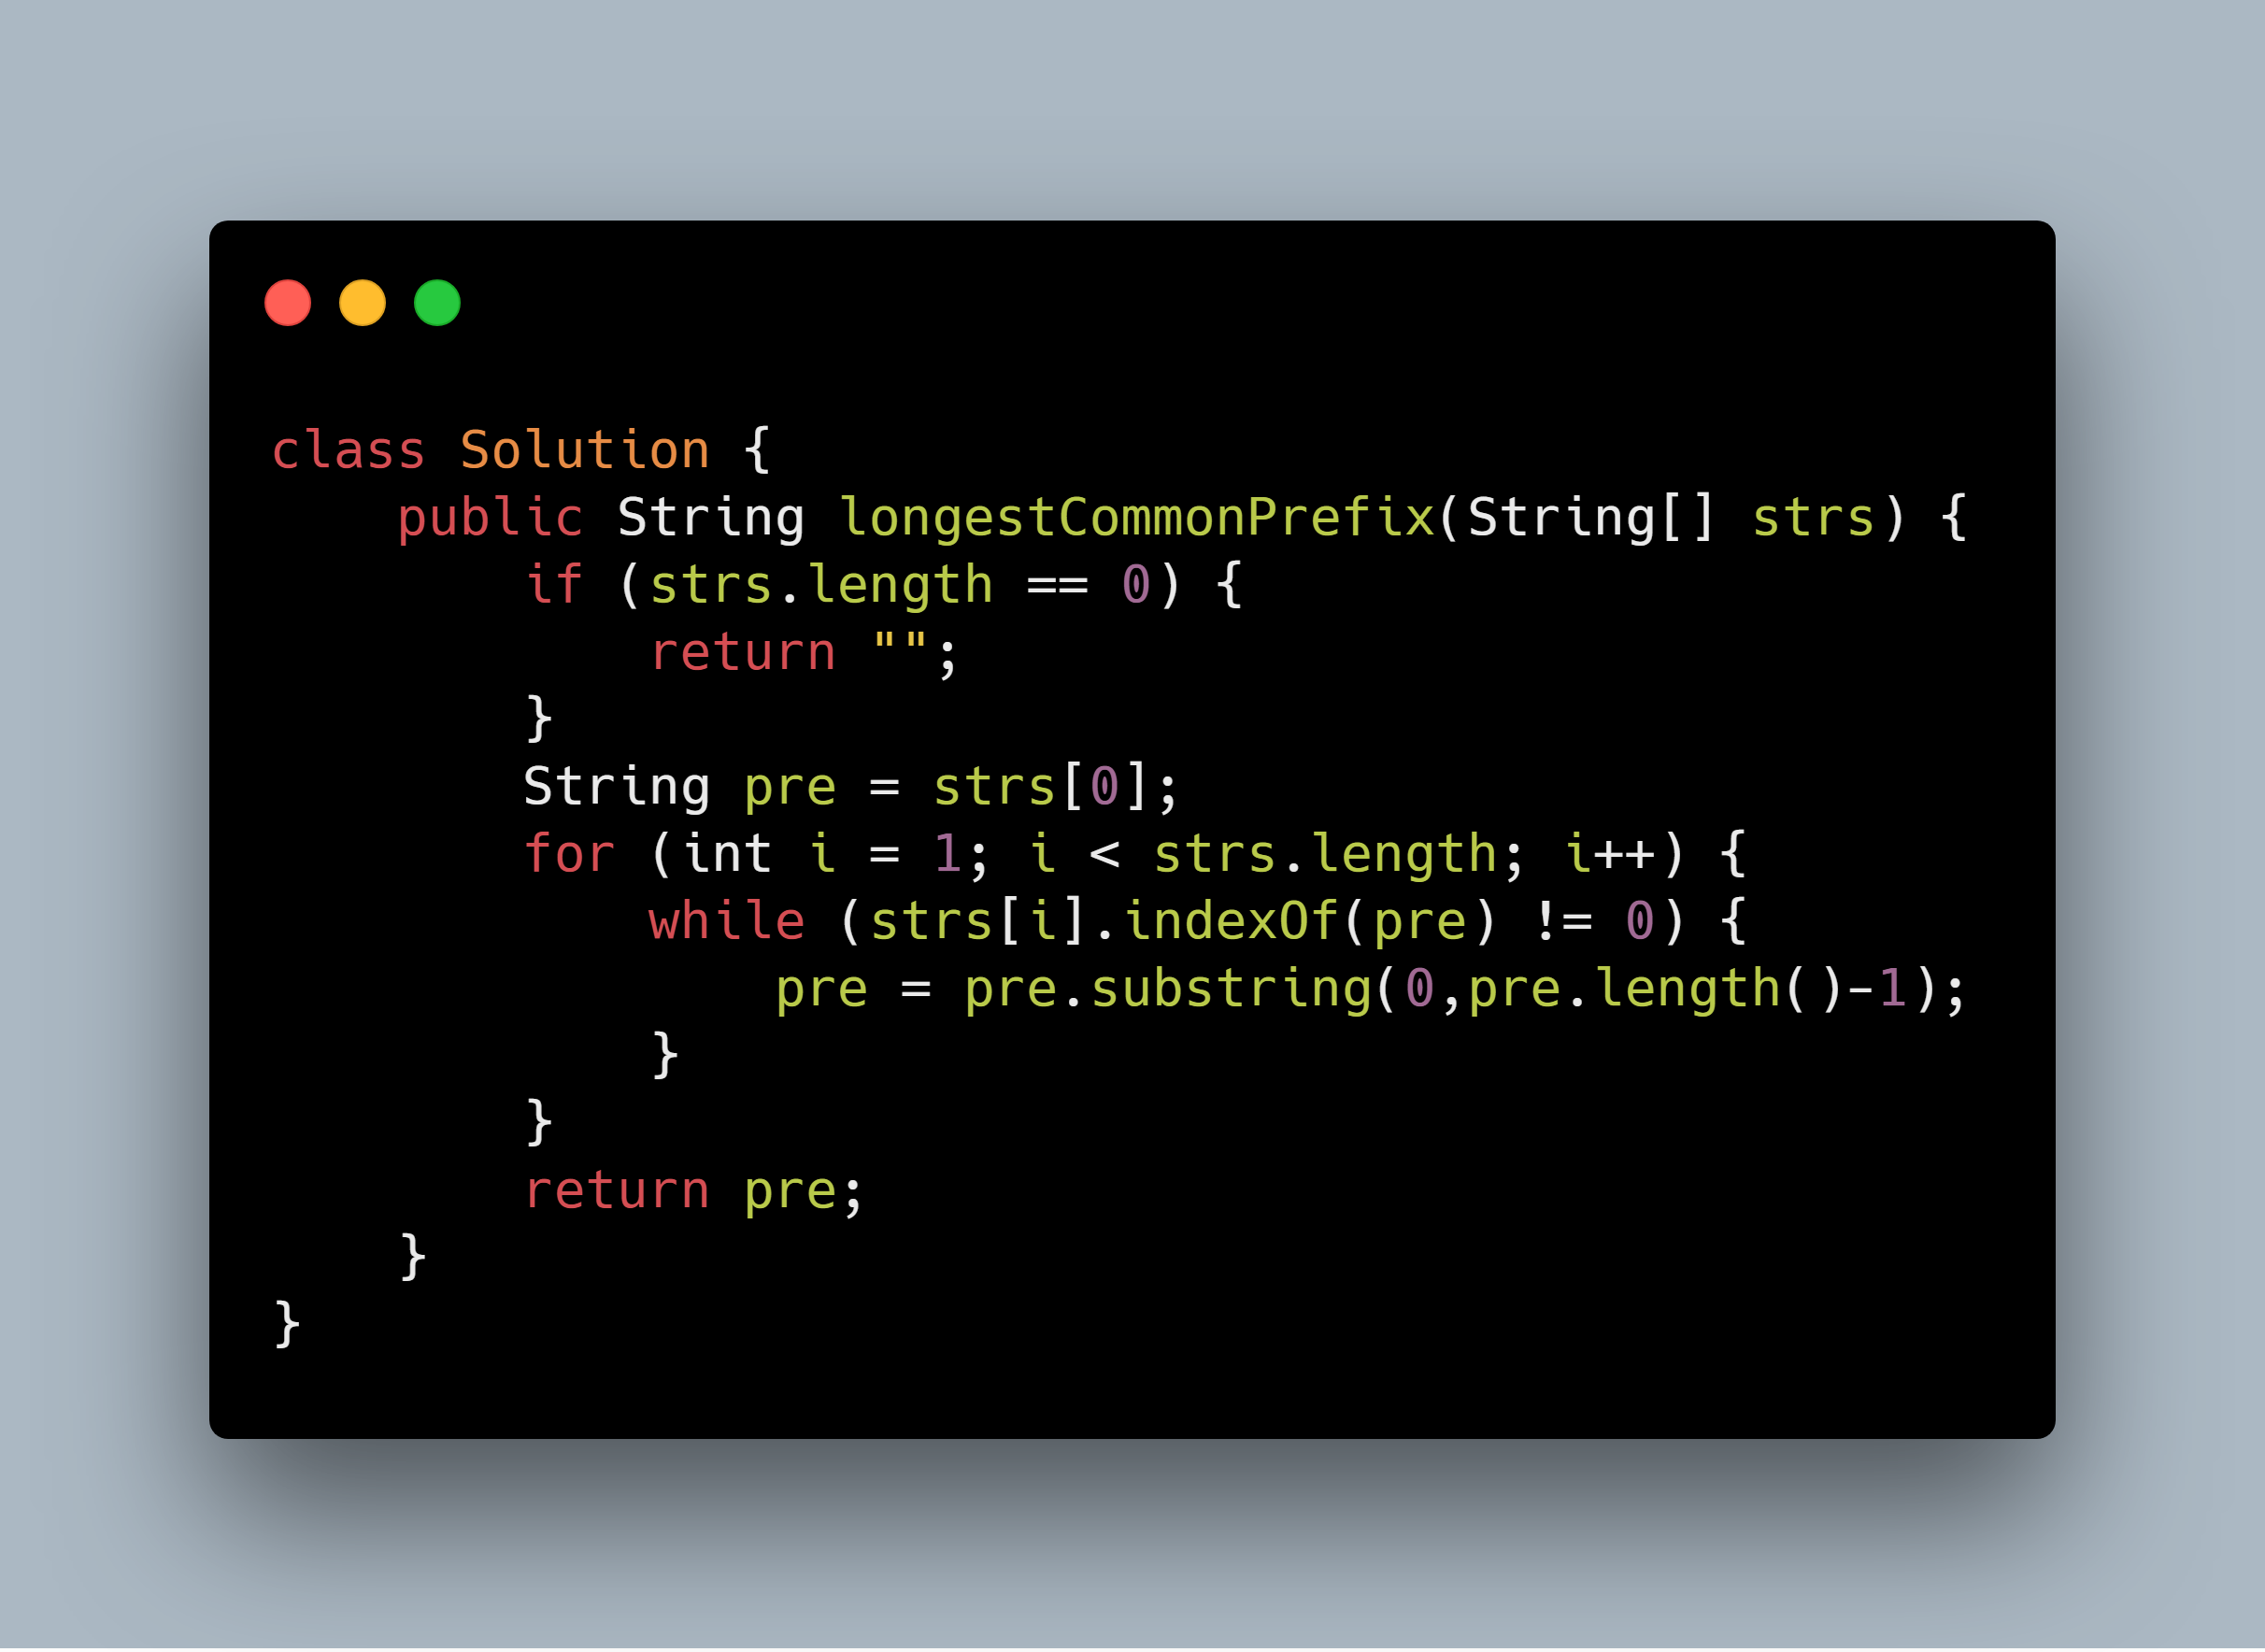 class Solution {
    public String longestCommonPrefix(String[] strs) {
        if (strs.length == 0) {
            return "";
        }
        String pre = strs[0];
        for (int i = 1; i < strs.length; i++) {
            while (strs[i].indexOf(pre) != 0) {
                pre = pre.substring(0,pre.length()-1);
            }
        }
        return pre;
    }
}